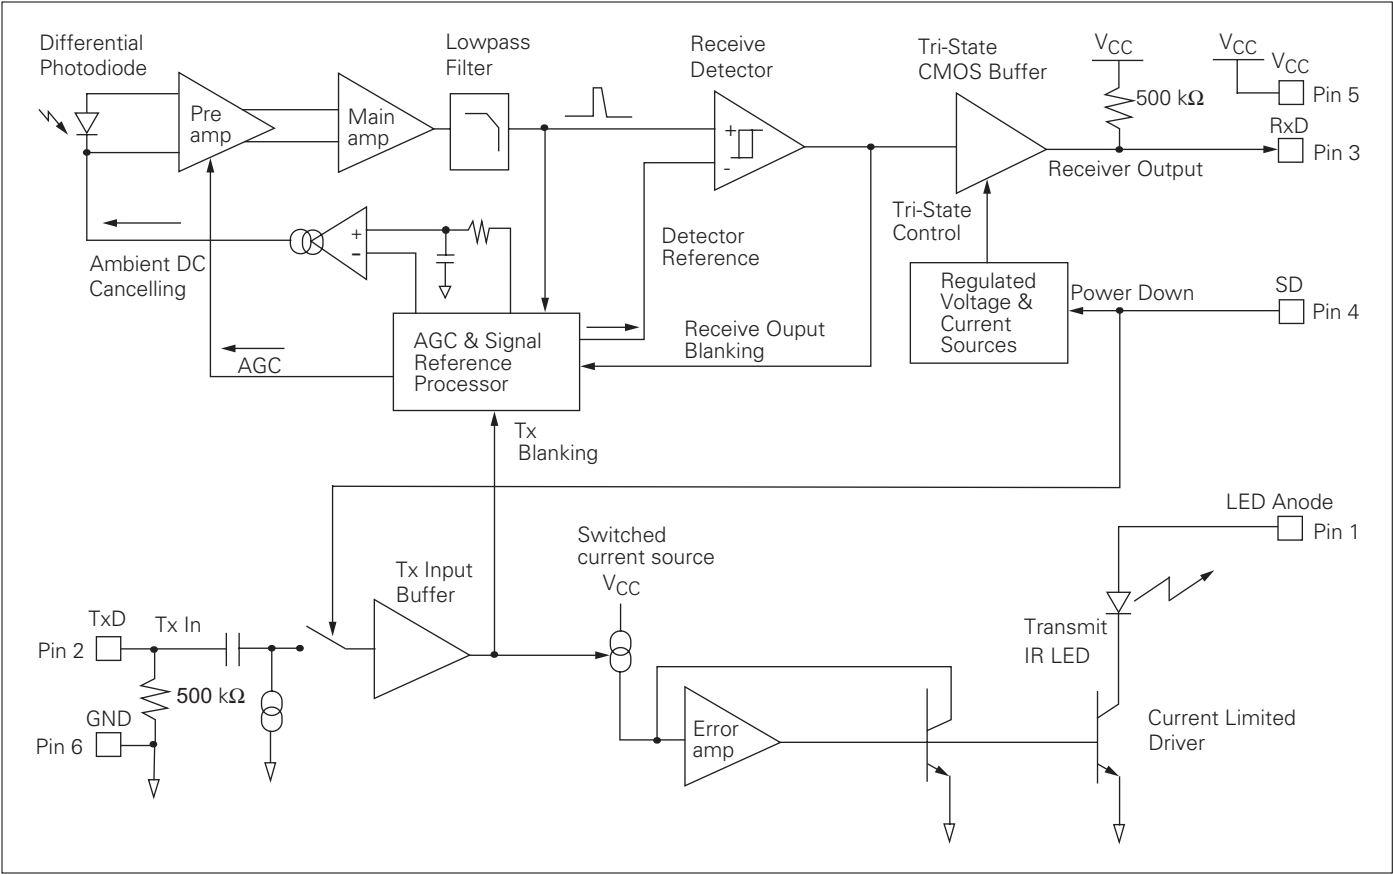 Differential
Photodiode
Lowpass
Filter
Receive
Detector
Tri-State
CMOS Buffer
VCC
VCC
VCC
Pin 5
500 kΩ
Pre
amp
Main
amp
+
-
RxD
Pin 3
Receiver Output
Tri-State
Control
+
-
Detector
Reference
Ambient DC
Cancelling
Regulated
Voltage &
Current
Sources
Power Down
SD
Pin 4
AGC & Signal
Reference
Processor
Receive Ouput
Blanking
AGC
Tx
Blanking
LED Anode
Pin 1
Switched
current source
VCC
Tx Input
Buffer
TxD
Tx In
Pin 2
Transmit
IR LED
500 kΩ
GND
Pin 6
Error
amp
Current Limited
Driver